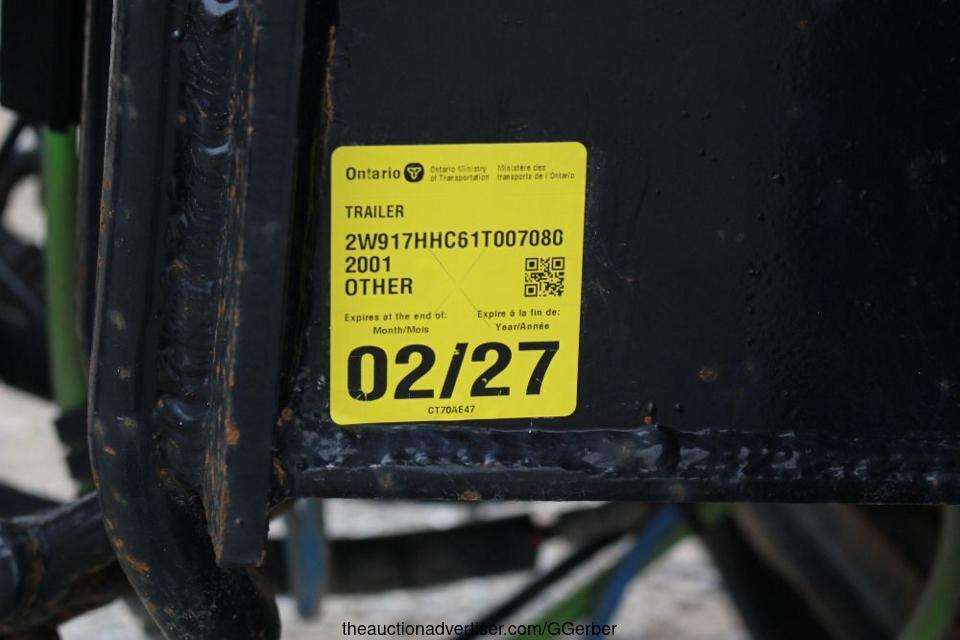 Ontario Ontario Ministry of Transportation Ministère des transports de l'Ontario
TRAILER
2W917HHC61T007080
2001
OTHER
Expires at the end of: Expire à la fin de:
Month/Mois Year/Année
02/27
CT70AE47
theauctionadvertiser.com/GGerber